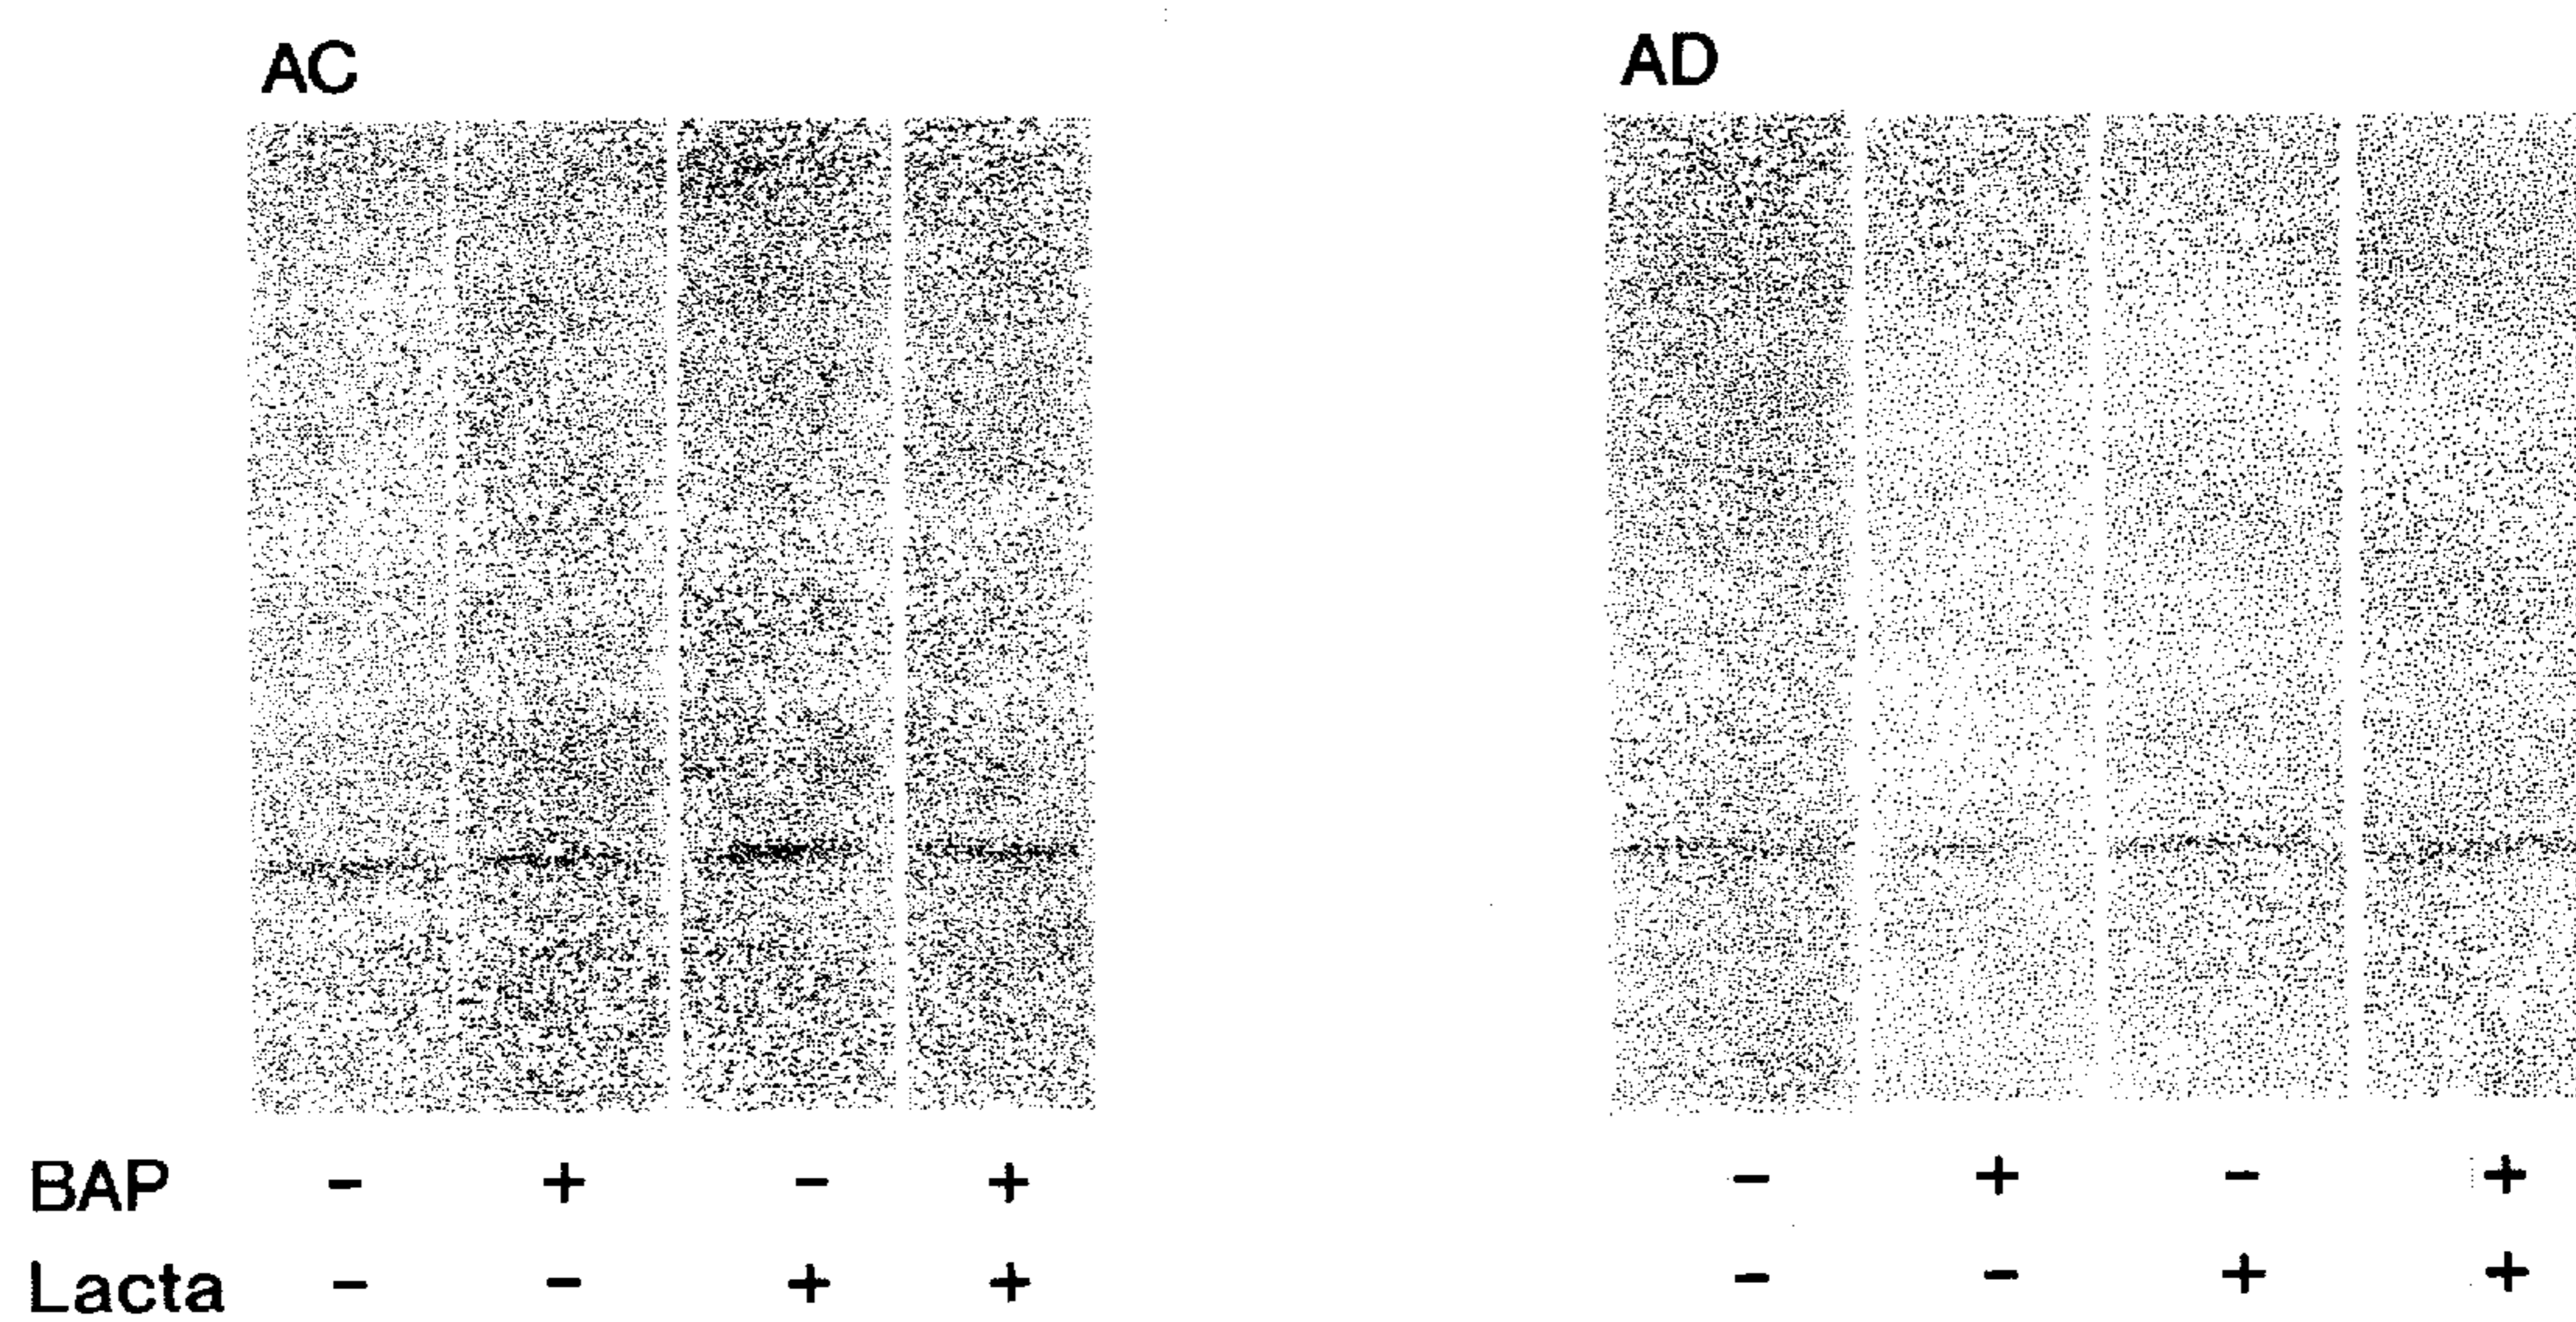 AC AD
BAP - + - + - + - +
Lacta - - + + - - + +